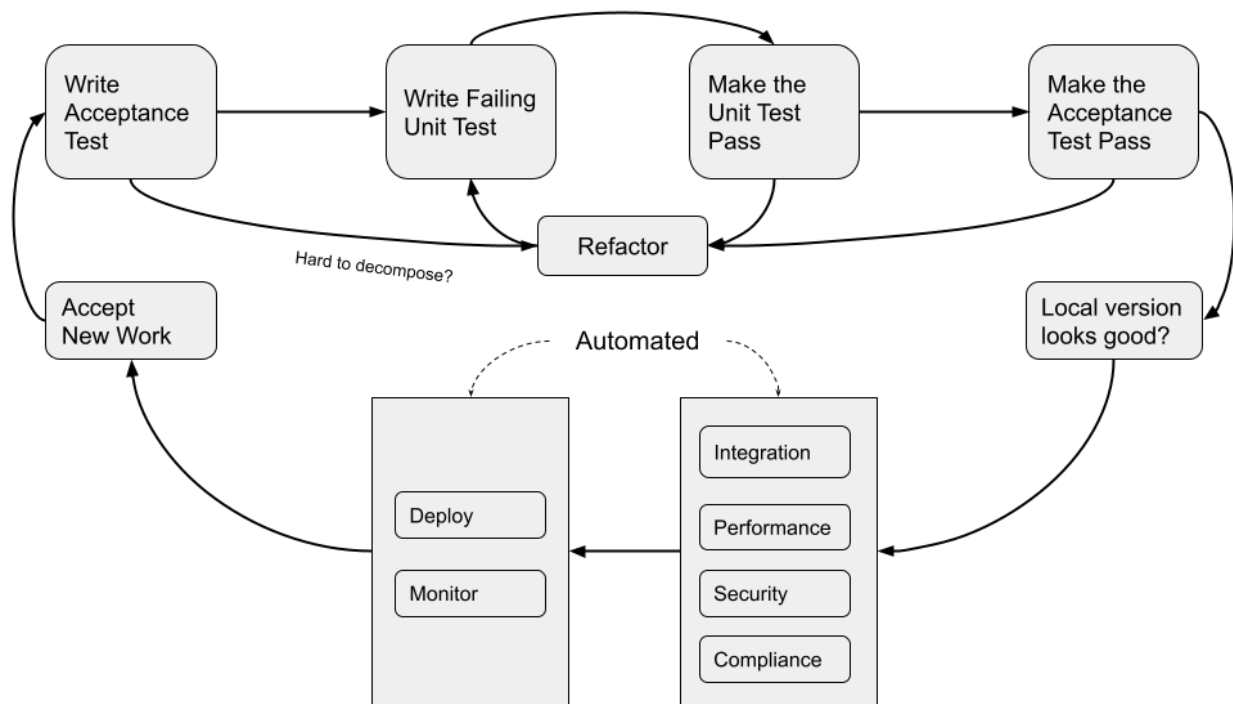 Write
Acceptance
Test
Write Failing
Unit Test
Make the
Unit Test
Pass
Make the
Acceptance
Test Pass
Refactor
Hard to decompose?
Accept
New Work
Local version
looks good?
Automated
Deploy
Monitor
Integration
Performance
Security
Compliance